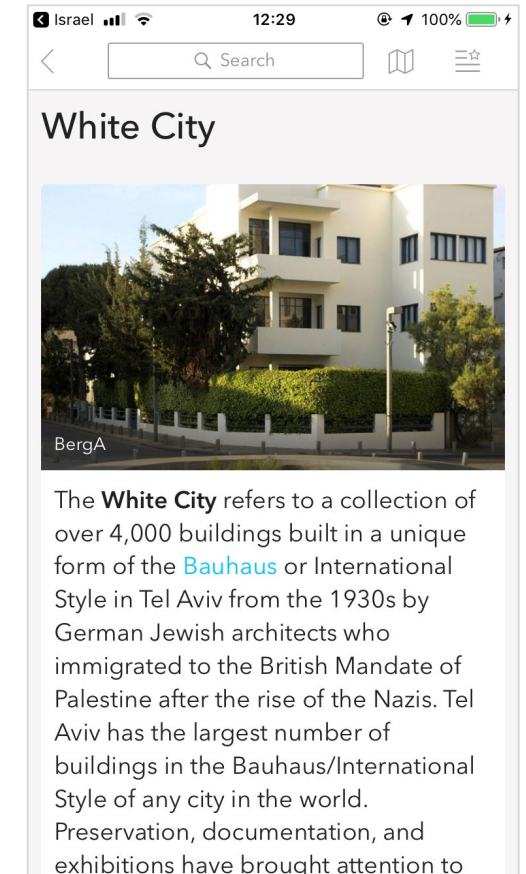 Israel 12:29 100%
Search
White City
BergA
The White City refers to a collection of
over 4,000 buildings built in a unique
form of the Bauhaus or International
Style in Tel Aviv from the 1930s by
German Jewish architects who
immigrated to the British Mandate of
Palestine after the rise of the Nazis. Tel
Aviv has the largest number of
buildings in the Bauhaus/International
Style of any city in the world.
Preservation, documentation, and
exhibitions have brought attention to